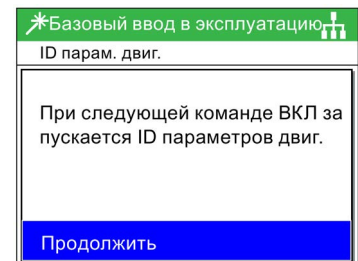 Базовый ввод в эксплуатацию
ID парам. двиг.
При следующей команде ВКЛ за
пускается ID параметров двиг.
Продолжить